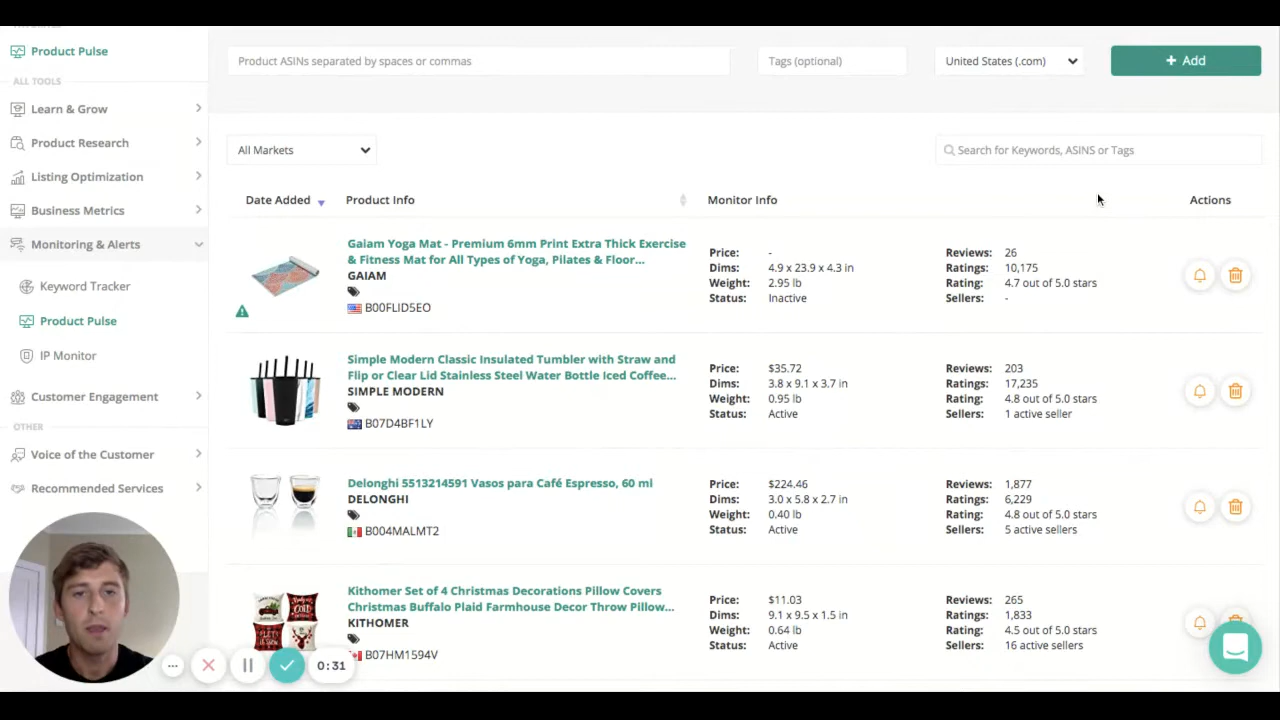 Product Pulse
ALL TOOLS
Learn & Grow
Product Research
Listing Optimization
Business Metrics
Monitoring & Alerts
Keyword Tracker
Product Pulse
IP Monitor
Customer Engagement
OTHER
Voice of the Customer
Recommended Services
0:31
Product ASINs separated by spaces or commas
Tags (optional)
United States (.com)
+ Add
All Markets
Search for Keywords, ASINS or Tags
Date Added
Product Info
Monitor Info
Actions
Gaiam Yoga Mat - Premium 6mm Print Extra Thick Exercise
& Fitness Mat for All Types of Yoga, Pilates & Floor...
GAIAM
B00FLID5EO
Price: -
Dims: 4.9 x 23.9 x 4.3 in
Weight: 2.95 lb
Status: Inactive
Reviews: 26
Ratings: 10,175
Rating: 4.7 out of 5.0 stars
Sellers: -
Simple Modern Classic Insulated Tumbler with Straw and
Flip or Clear Lid Stainless Steel Water Bottle Iced Coffee...
SIMPLE MODERN
B07D4BF1LY
Price: $35.72
Dims: 3.8 x 9.1 x 3.7 in
Weight: 0.95 lb
Status: Active
Reviews: 203
Ratings: 17,235
Rating: 4.8 out of 5.0 stars
Sellers: 1 active seller
Delonghi 5513214591 Vasos para Café Espresso, 60 ml
DELONGHI
B004MALMT2
Price: $224.46
Dims: 3.0 x 5.8 x 2.7 in
Weight: 0.40 lb
Status: Active
Reviews: 1,877
Ratings: 6,229
Rating: 4.8 out of 5.0 stars
Sellers: 5 active sellers
Kithomer Set of 4 Christmas Decorations Pillow Covers
Christmas Buffalo Plaid Farmhouse Decor Throw Pillow...
KITHOMER
B07HM1594V
Price: $11.03
Dims: 9.1 x 9.5 x 1.5 in
Weight: 0.64 lb
Status: Active
Reviews: 265
Ratings: 1,833
Rating: 4.5 out of 5.0 stars
Sellers: 16 active sellers